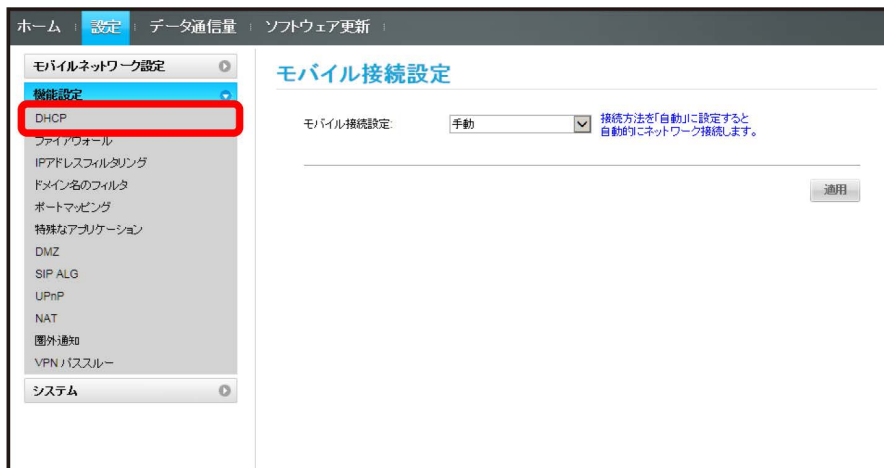 ホーム 設定 データ通信量 ソフトウェア更新
モバイルネットワーク設定
機能設定
DHCP
ファイアウォール
IPアドレスフィルタリング
ドメイン名のフィルタ
ポートマッピング
特殊なアプリケーション
DMZ
SIP ALG
UPnP
NAT
圏外通知
VPN パススルー
システム
モバイル接続設定
モバイル接続設定: 手動
接続方法を「自動」に設定すると
自動的にネットワーク接続します。
適用